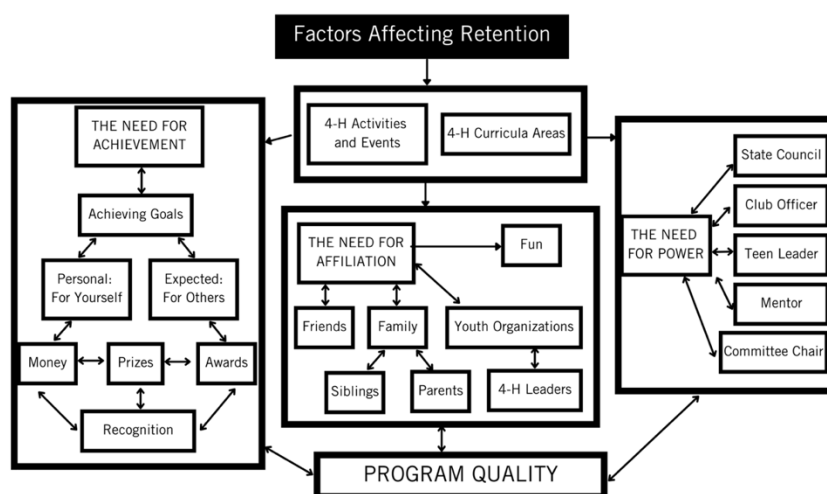 Factors Affecting Retention
4-H Activities
and Events
4-H Curricula Areas
THE NEED FOR
ACHIEVEMENT
Achieving Goals
Personal:
For Yourself
Expected:
For Others
Money
Prizes
Awards
Recognition
THE NEED FOR
AFFILIATION
Fun
Friends
Family
Youth Organizations
Siblings
Parents
4-H Leaders
THE NEED
FOR POWER
State Council
Club Officer
Teen Leader
Mentor
Committee Chair
PROGRAM QUALITY